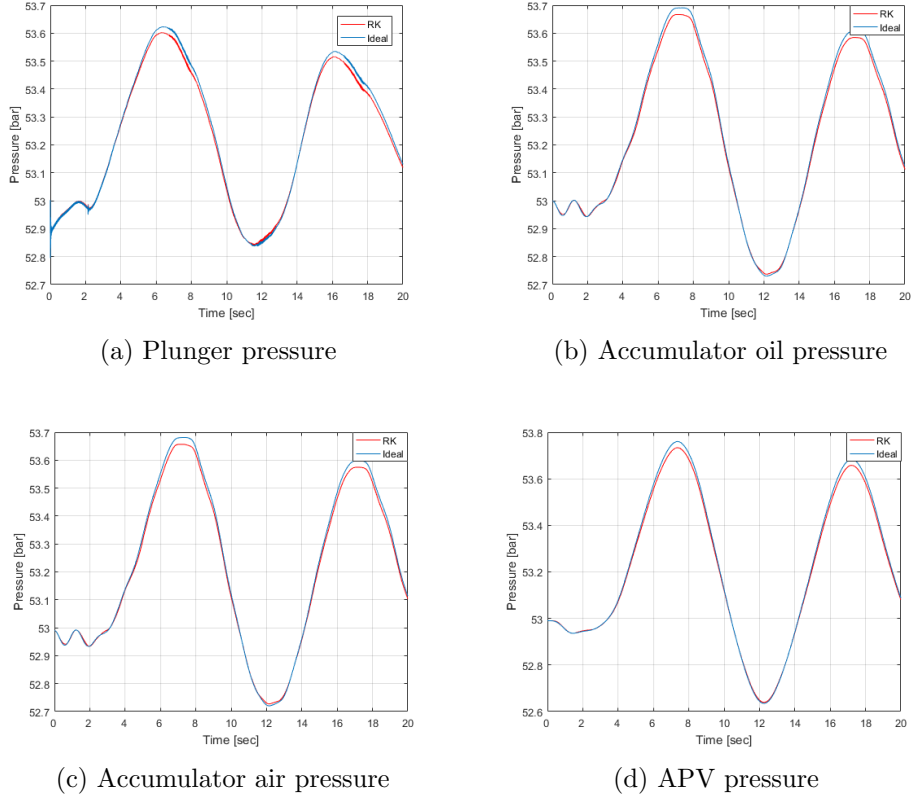 53.7
53.6
53.5
53.4
53.3
53.2
53.1
53
52.9
52.8
52.7
Pressure [bar]
0 2 4 6 8 10 12 14 16 18 20
Time [sec]
RK
Ideal
(a) Plunger pressure
53.7
53.6
53.5
53.4
53.3
53.2
53.1
53
52.9
52.8
52.7
Pressure [bar]
0 2 4 6 8 10 12 14 16 18 20
Time [sec]
RK
Ideal
(b) Accumulator oil pressure
53.7
53.6
53.5
53.4
53.3
53.2
53.1
53
52.9
52.8
52.7
Pressure [bar]
0 2 4 6 8 10 12 14 16 18 20
Time [sec]
RK
Ideal
(c) Accumulator air pressure
53.8
53.6
53.4
53.2
53
52.8
52.6
Pressure [bar]
0 2 4 6 8 10 12 14 16 18 20
Time [sec]
RK
Ideal
(d) APV pressure